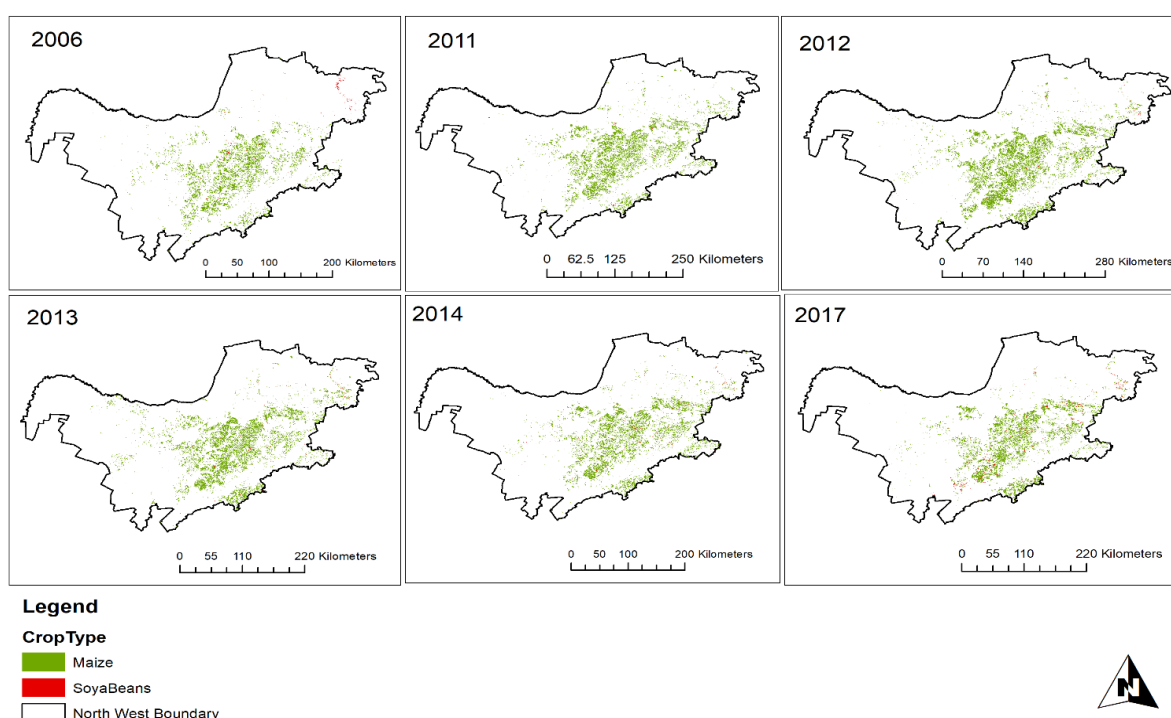 2006
0 50 100 200 Kilometers
2011
0 62.5 125 250 Kilometers
2012
0 70 140 280 Kilometers
2013
0 55 110 220 Kilometers
2014
0 50 100 200 Kilometers
2017
0 55 110 220 Kilometers
Legend
CropType
Maize
SoyaBeans
North West Boundary
N